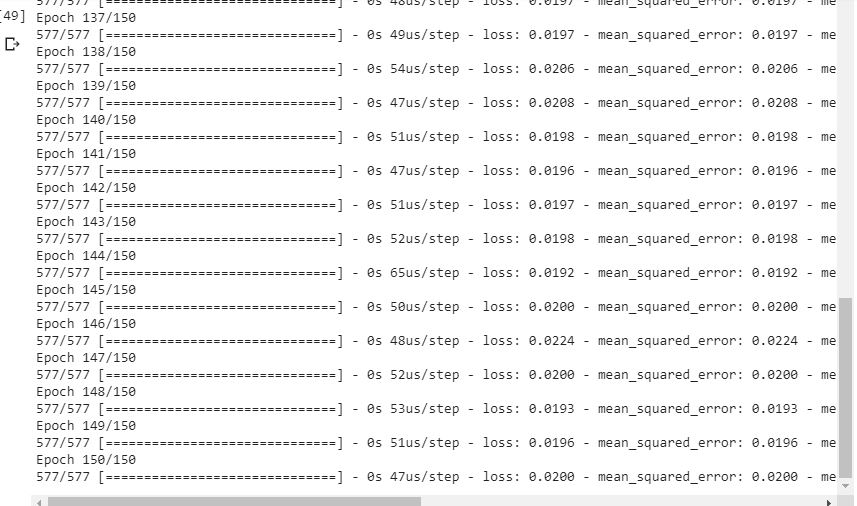 [49]
577/577 [==============================] - 0s 48us/step - loss: 0.0197 - mean_squared_error: 0.0197 - me
Epoch 137/150
577/577 [==============================] - 0s 49us/step - loss: 0.0197 - mean_squared_error: 0.0197 - me
Epoch 138/150
577/577 [==============================] - 0s 54us/step - loss: 0.0206 - mean_squared_error: 0.0206 - me
Epoch 139/150
577/577 [==============================] - 0s 47us/step - loss: 0.0208 - mean_squared_error: 0.0208 - me
Epoch 140/150
577/577 [==============================] - 0s 51us/step - loss: 0.0198 - mean_squared_error: 0.0198 - me
Epoch 141/150
577/577 [==============================] - 0s 47us/step - loss: 0.0196 - mean_squared_error: 0.0196 - me
Epoch 142/150
577/577 [==============================] - 0s 51us/step - loss: 0.0197 - mean_squared_error: 0.0197 - me
Epoch 143/150
577/577 [==============================] - 0s 52us/step - loss: 0.0198 - mean_squared_error: 0.0198 - me
Epoch 144/150
577/577 [==============================] - 0s 65us/step - loss: 0.0192 - mean_squared_error: 0.0192 - me
Epoch 145/150
577/577 [==============================] - 0s 50us/step - loss: 0.0200 - mean_squared_error: 0.0200 - me
Epoch 146/150
577/577 [==============================] - 0s 48us/step - loss: 0.0224 - mean_squared_error: 0.0224 - me
Epoch 147/150
577/577 [==============================] - 0s 52us/step - loss: 0.0200 - mean_squared_error: 0.0200 - me
Epoch 148/150
577/577 [==============================] - 0s 53us/step - loss: 0.0193 - mean_squared_error: 0.0193 - me
Epoch 149/150
577/577 [==============================] - 0s 51us/step - loss: 0.0196 - mean_squared_error: 0.0196 - me
Epoch 150/150
577/577 [==============================] - 0s 47us/step - loss: 0.0200 - mean_squared_error: 0.0200 - me